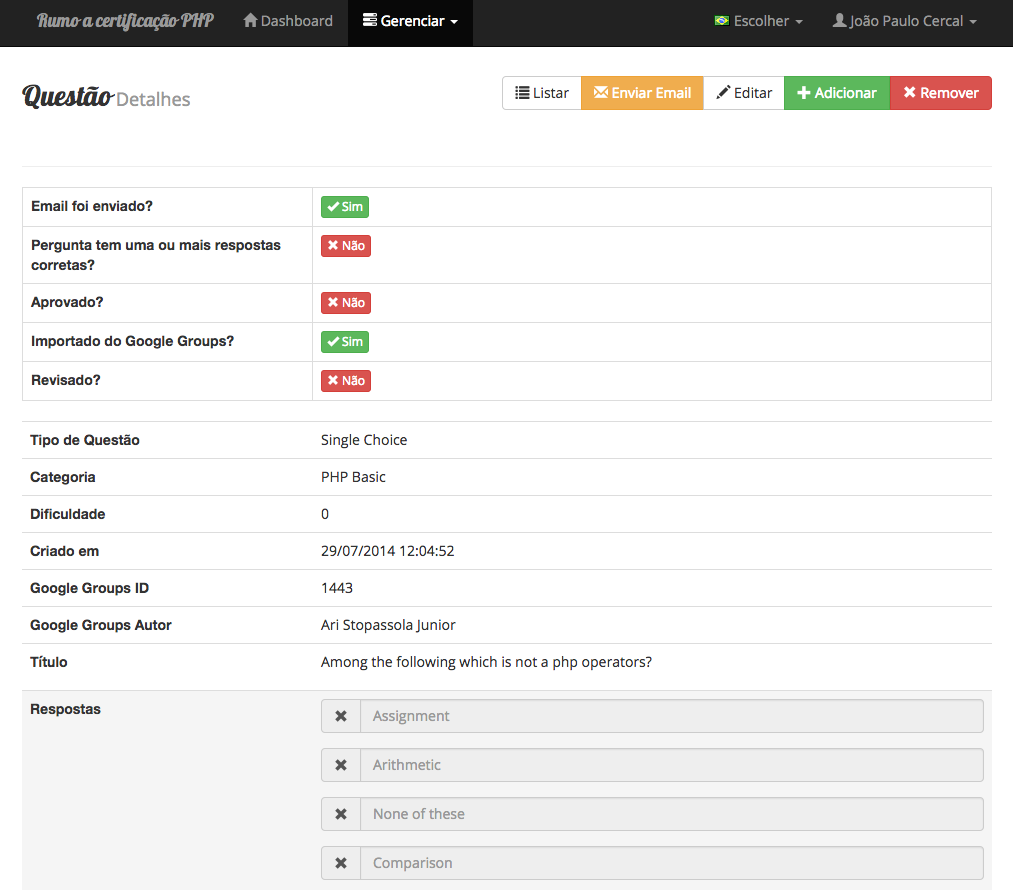 Rumo a certificação PHP Dashboard Gerenciar Escolher João Paulo Cercal
Questão Detalhes
Listar Enviar Email Editar Adicionar Remover
Email foi enviado? Sim
Pergunta tem uma ou mais respostas corretas? Não
Aprovado? Não
Importado do Google Groups? Sim
Revisado? Não
Tipo de Questão Single Choice
Categoria PHP Basic
Dificuldade 0
Criado em 29/07/2014 12:04:52
Google Groups ID 1443
Google Groups Autor Ari Stopassola Junior
Título Among the following which is not a php operators?
Respostas Assignment
Arithmetic
None of these
Comparison